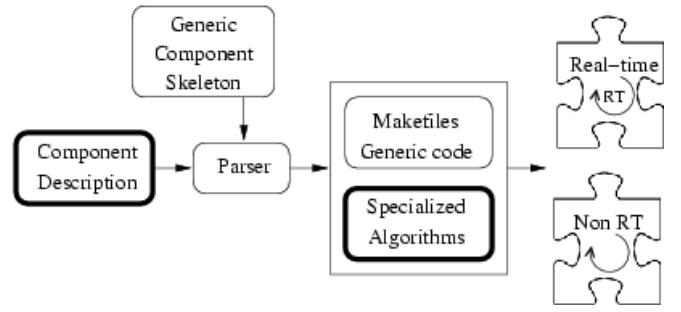 Generic
Component
Skeleton
Component
Description
Parser
Makefiles
Generic code
Specialized
Algorithms
Real-time
RT
Non RT